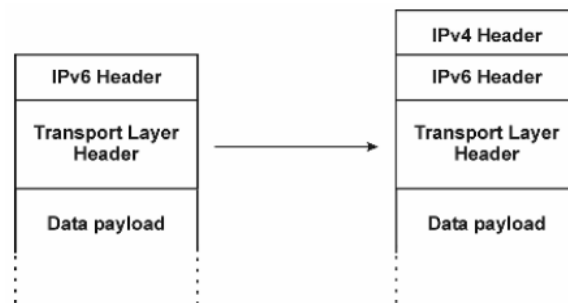 IPv6 Header
Transport Layer
Header
Data payload
IPv4 Header
IPv6 Header
Transport Layer
Header
Data payload